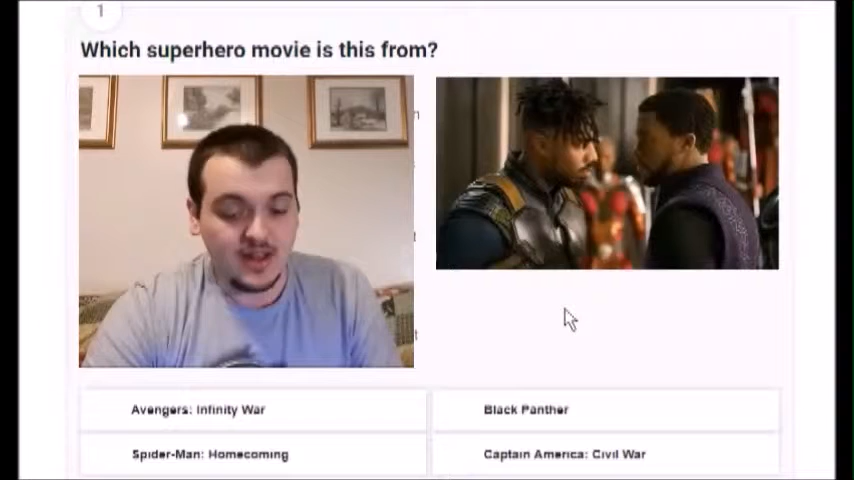 1
Which superhero movie is this from?
Avengers: Infinity War
Black Panther
Spider-Man: Homecoming
Captain America: Civil War